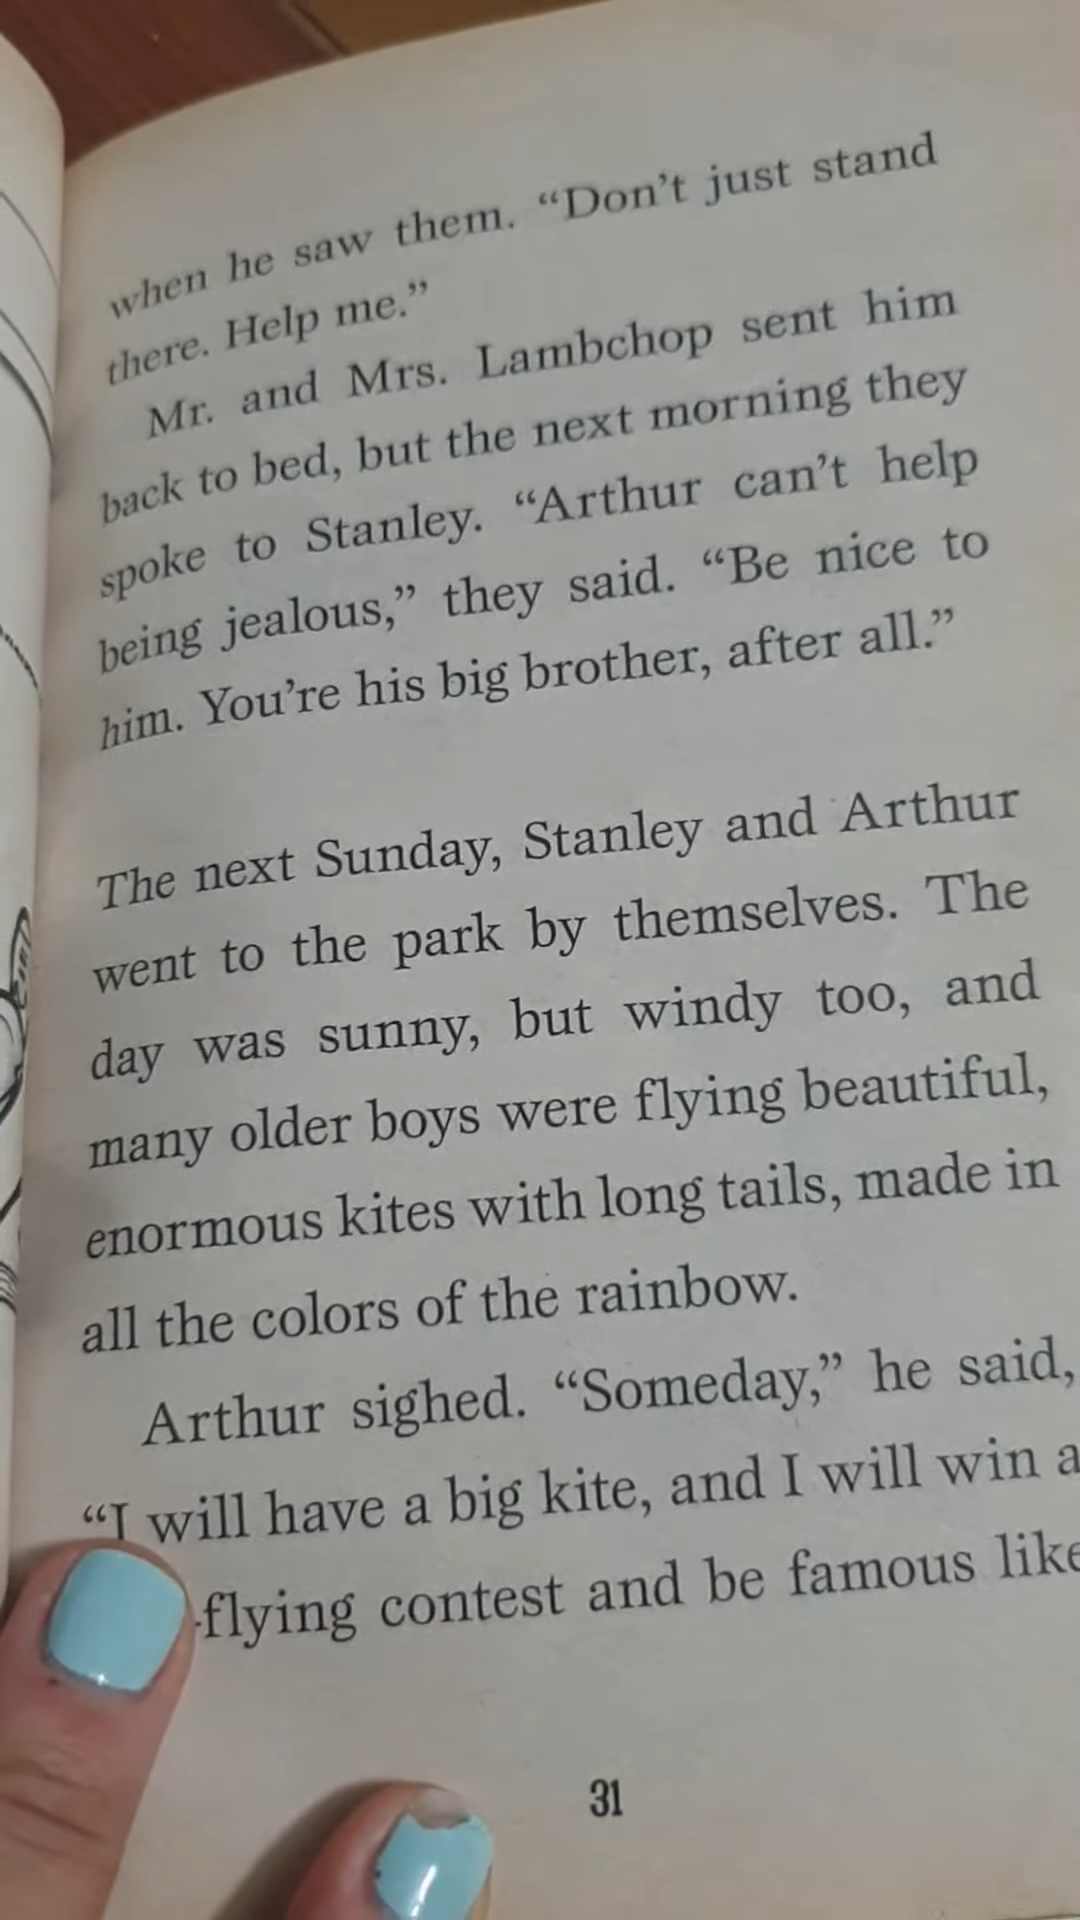 when he saw them. “Don’t just stand
there. Help me.”
Mr. and Mrs. Lambchop sent him
back to bed, but the next morning they
spoke to Stanley. “Arthur can’t help
being jealous,” they said. “Be nice to
him. You’re his big brother, after all.”
The next Sunday, Stanley and Arthur
went to the park by themselves. The
day was sunny, but windy too, and
many older boys were flying beautiful,
enormous kites with long tails, made in
all the colors of the rainbow.
Arthur sighed. “Someday,” he said,
“I will have a big kite, and I will win a
-flying contest and be famous like
31